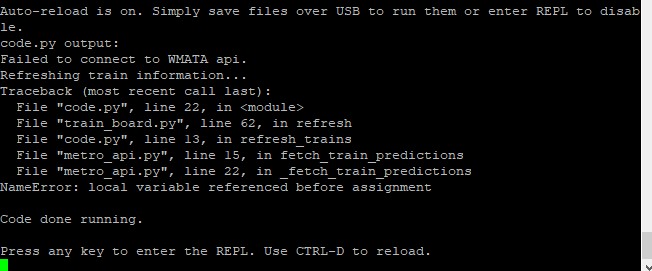 Auto-reload is on. Simply save files over USB to run them or enter REPL to disab
le.
code.py output:
Failed to connect to WMATA api.
Refreshing train information...
Traceback (most recent call last):
  File "code.py", line 22, in <module>
  File "train_board.py", line 62, in refresh
  File "code.py", line 13, in refresh_trains
  File "metro_api.py", line 15, in fetch_train_predictions
  File "metro_api.py", line 22, in _fetch_train_predictions
NameError: local variable referenced before assignment
Code done running.
Press any key to enter the REPL. Use CTRL-D to reload.